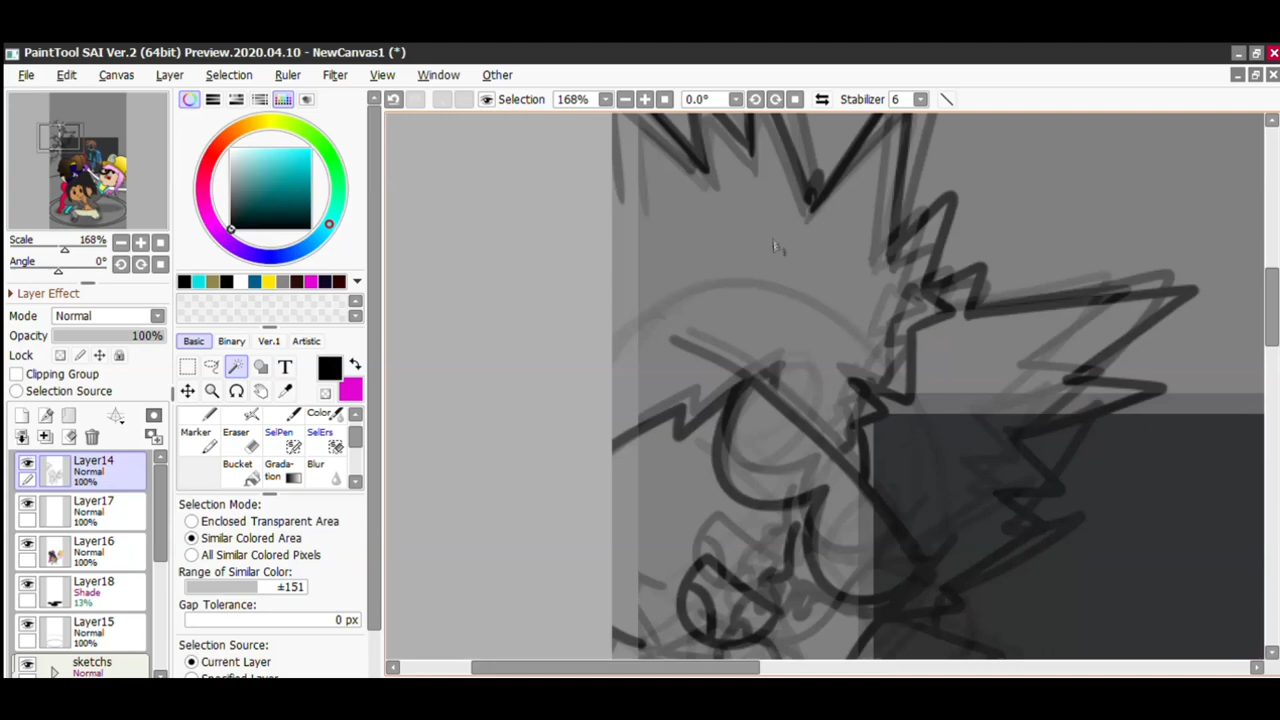 PaintTool SAI Ver.2 (64bit) Preview.2020.04.10 - NewCanvas1 (*)
File Edit Canvas Layer Selection Ruler Filter View Window Other
Selection 168% 0.0° Stabilizer 6
Scale 168%
Angle 0°
Layer Effect
Mode Normal
Opacity 100%
Lock
Clipping Group
Selection Source
Layer14
Normal
100%
Layer17
Normal
100%
Layer16
Normal
100%
Layer18
Shade
13%
Layer15
Normal
100%
sketchs
Normal
Basic Binary Ver.1 Artistic
T
Color
Marker Eraser SelPen SelErs
Bucket Grada-tion Blur
Selection Mode:
Enclosed Transparent Area
Similar Colored Area
All Similar Colored Pixels
Range of Similar Color:
±151
Gap Tolerance:
0 px
Selection Source:
Current Layer